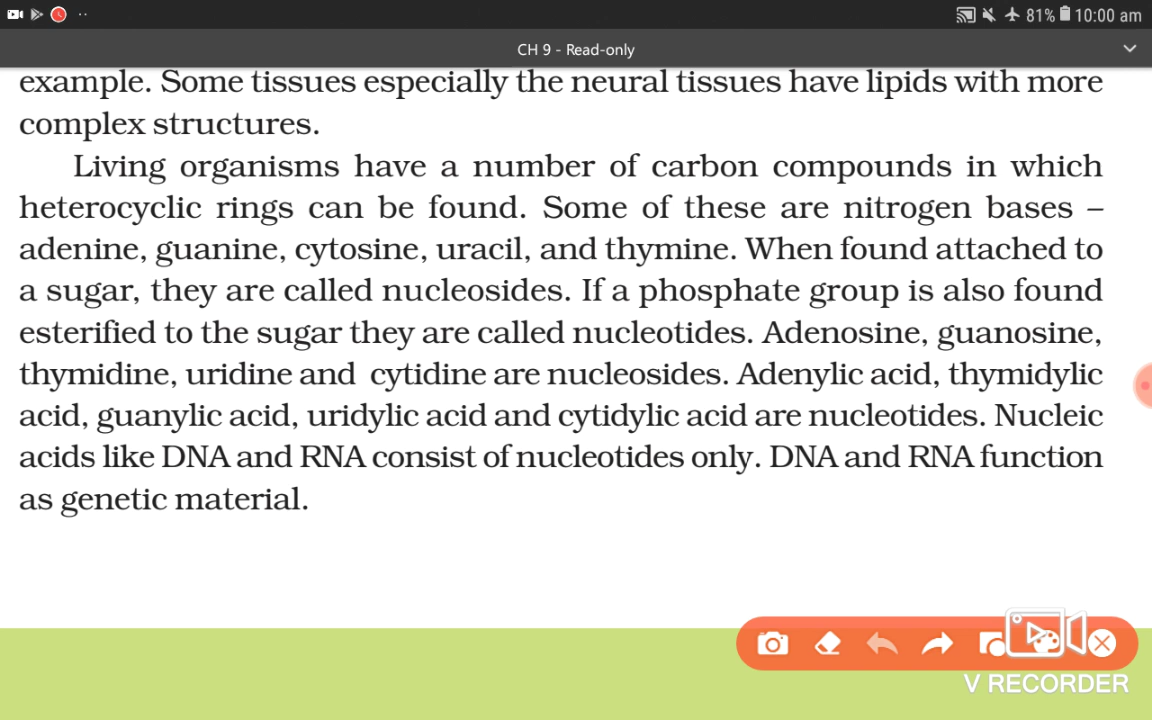 81% 10:00 am
CH 9 - Read-only
example. Some tissues especially the neural tissues have lipids with more
complex structures.
Living organisms have a number of carbon compounds in which
heterocyclic rings can be found. Some of these are nitrogen bases –
adenine, guanine, cytosine, uracil, and thymine. When found attached to
a sugar, they are called nucleosides. If a phosphate group is also found
esterified to the sugar they are called nucleotides. Adenosine, guanosine,
thymidine, uridine and cytidine are nucleosides. Adenylic acid, thymidylic
acid, guanylic acid, uridylic acid and cytidylic acid are nucleotides. Nucleic
acids like DNA and RNA consist of nucleotides only. DNA and RNA function
as genetic material.
V RECORDER